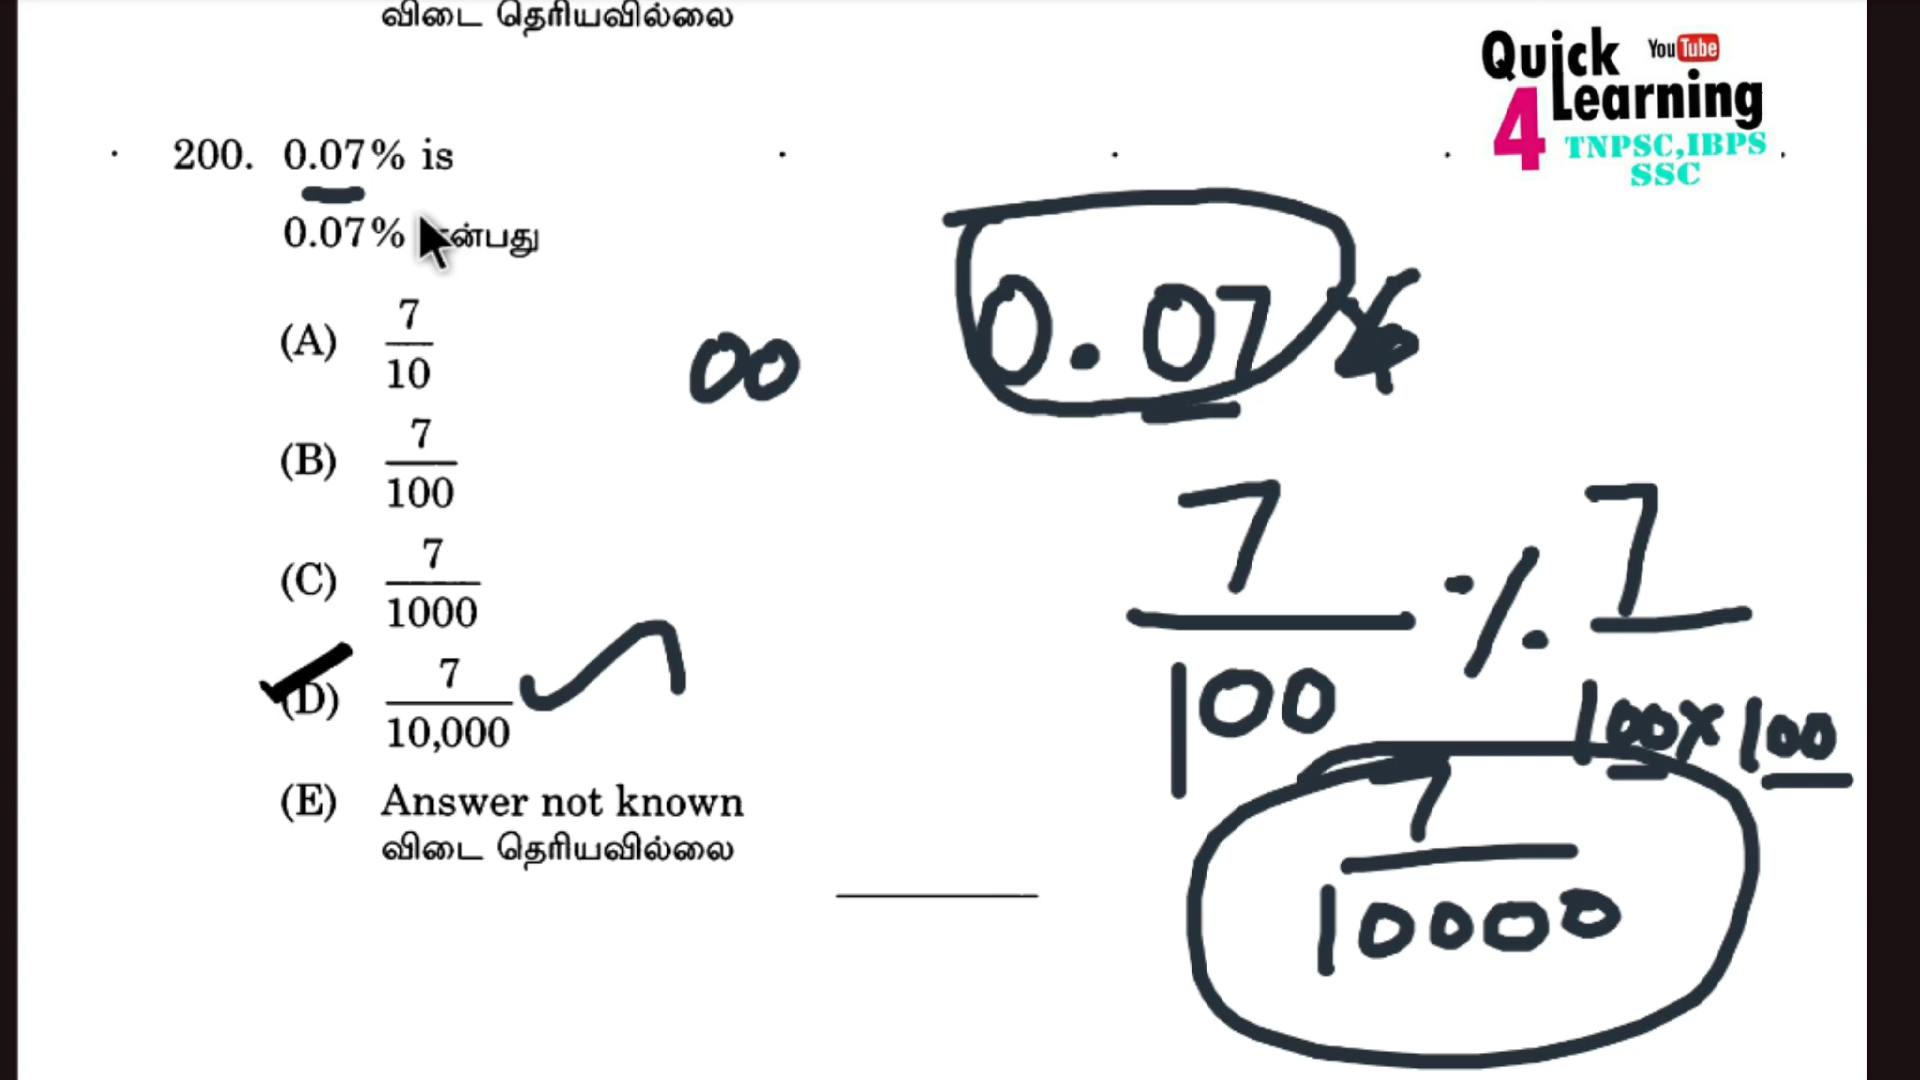 விடை தெரியவில்லை
Quick YouTube
4 Learning
TNPSC,IBPS
SSC
200. 0.07% is
0.07% என்பது
0.07 %
00
(A) 7/10
(B) 7/100
(C) 7/1000
(D) 7/10,000
(E) Answer not known
விடை தெரியவில்லை
7/100 % 7/100×100
7/10000